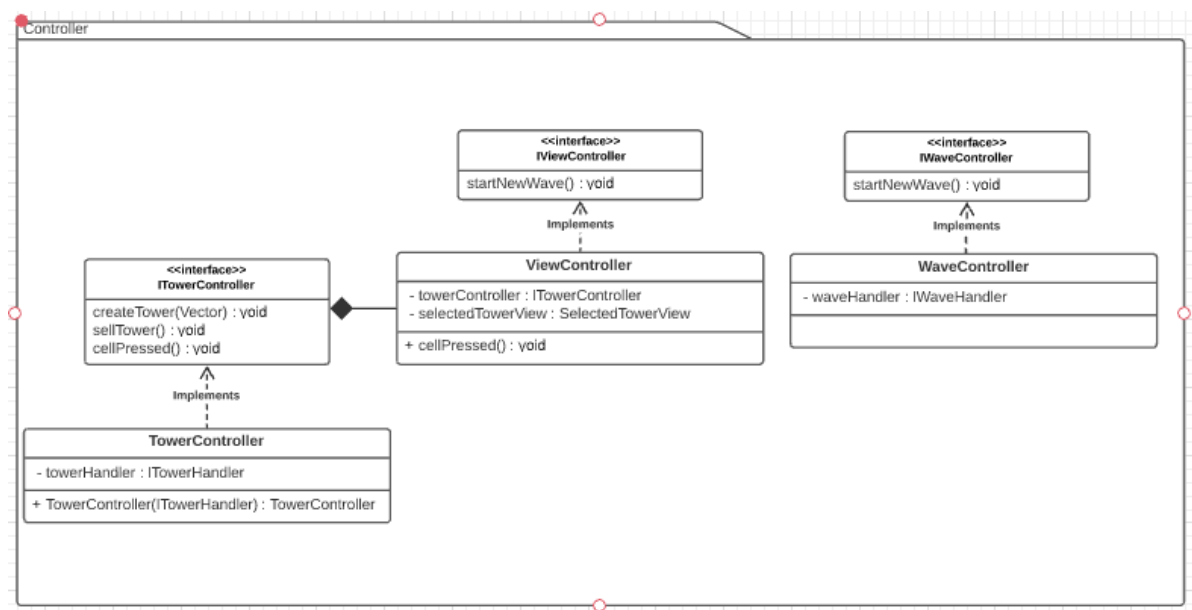 Controller
<<interface>>
IViewController
startNewWave() : void
<<interface>>
IWaveController
startNewWave() : void
Implements
Implements
<<interface>>
ITowerController
createTower(Vector) : void
sellTower() : void
cellPressed() : void
ViewController
- towerController : ITowerController
- selectedTowerView : SelectedTowerView
+ cellPressed() : void
WaveController
- waveHandler : IWaveHandler
Implements
TowerController
- towerHandler : ITowerHandler
+ TowerController(ITowerHandler) : TowerController